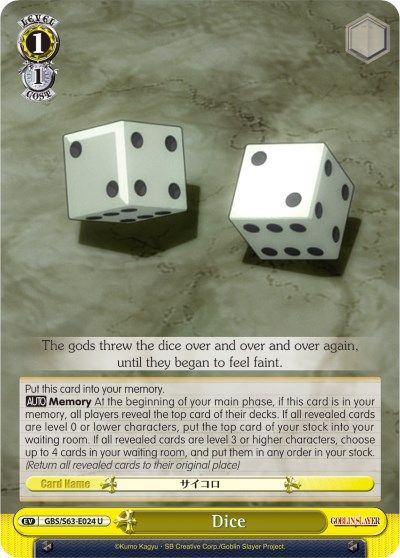 LEVEL
1
1
COST
The gods threw the dice over and over and over again,
until they began to feel faint.
Put this card into your memory.
AUTO Memory At the beginning of your main phase, if this card is in your
memory, all players reveal the top card of their decks. If all revealed cards
are level 0 or lower characters, put the top card of your stock into your
waiting room. If all revealed cards are level 3 or higher characters, choose
up to 4 cards in your waiting room, and put them in any order in your stock.
(Return all revealed cards to their original place)
Card Name サイコロ
EV GBS/S63-E024 U Dice GOBLIN SLAYER
©Kumo Kagyu・SB Creative Corp./Goblin Slayer Project.